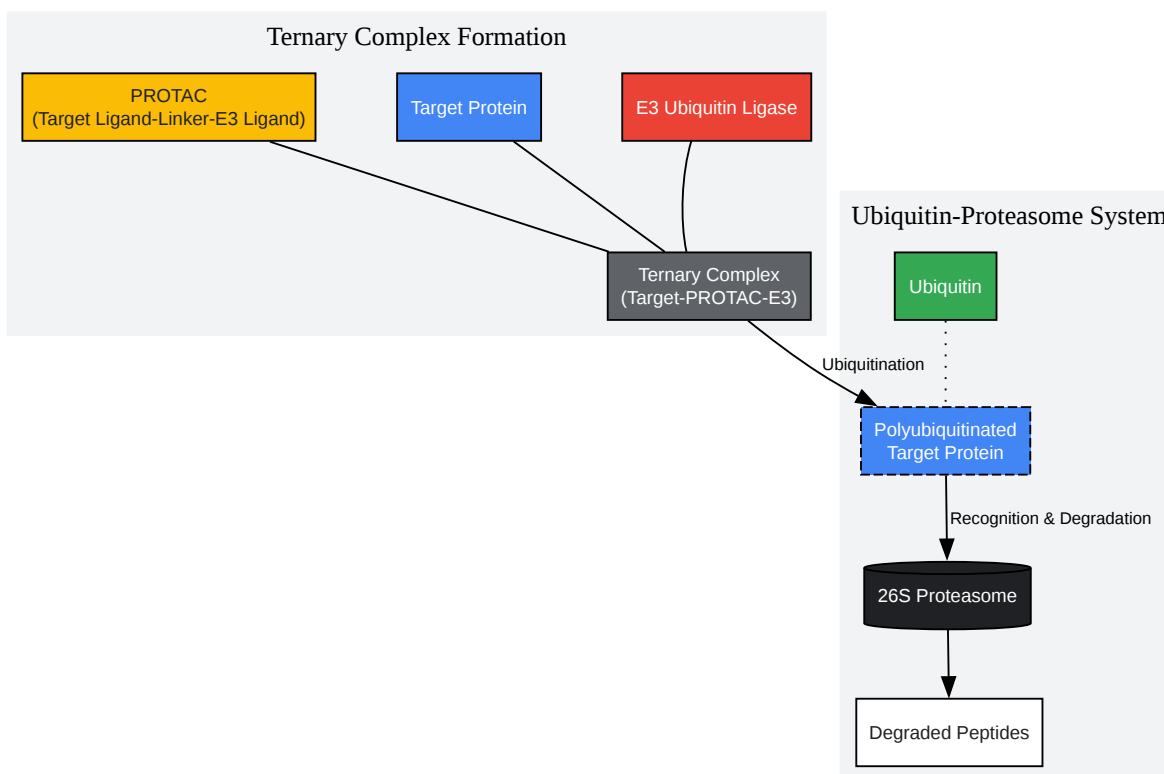 Ternary Complex Formation
PROTAC
(Target Ligand-Linker-E3 Ligand)
Target Protein
E3 Ubiquitin Ligase
Ternary Complex
(Target-PROTAC-E3)
Ubiquitin-Proteasome System
Ubiquitin
Ubiquitination
Polyubiquitinated
Target Protein
Recognition & Degradation
26S Proteasome
Degraded Peptides